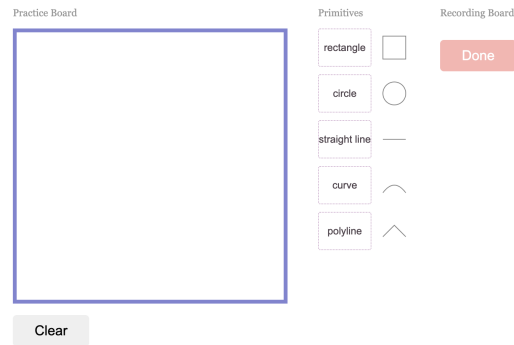 Practice Board
Primitives
Recording Board
rectangle
Done
circle
straight line
curve
polyline
Clear